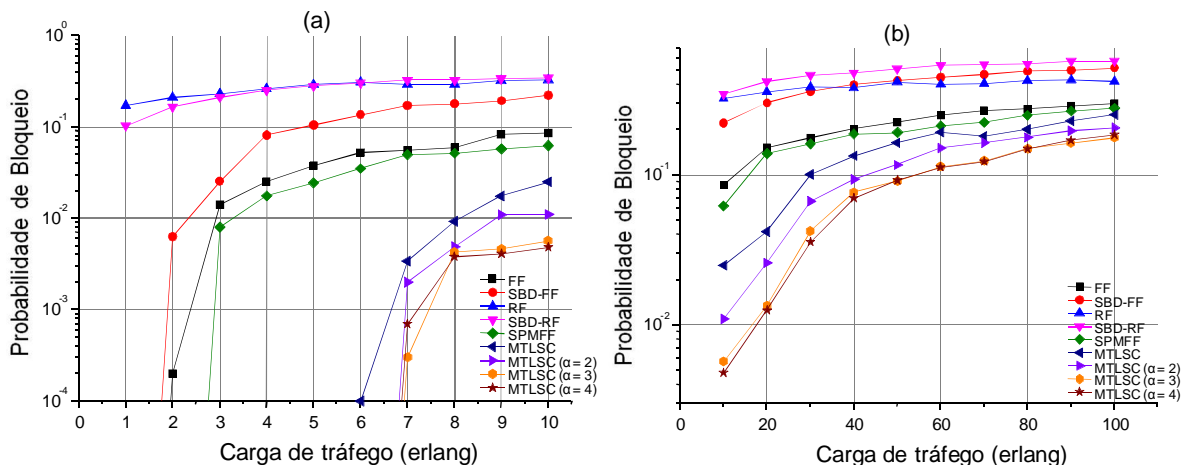 (a)
Probabilidade de Bloqueio
10^0
10^-1
10^-2
10^-3
10^-4
0 1 2 3 4 5 6 7 8 9 10
Carga de tráfego (erlang)
FF
SBD-FF
RF
SBD-RF
SPMFF
MTLSC
MTLSC (α = 2)
MTLSC (α = 3)
MTLSC (α = 4)
(b)
Probabilidade de Bloqueio
10^-1
10^-2
0 20 40 60 80 100
Carga de tráfego (erlang)
FF
SBD-FF
RF
SBD-RF
SPMFF
MTLSC
MTLSC (α = 2)
MTLSC (α = 3)
MTLSC (α = 4)